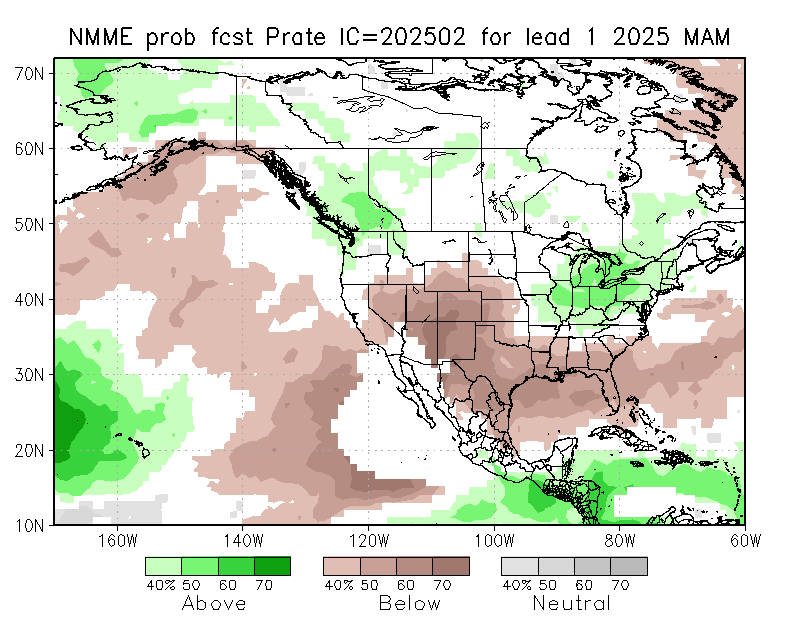 NMME prob fcst Prate IC=202502 for lead 1 2025 MAM
70N
60N
50N
40N
30N
20N
10N
160W 140W 120W 100W 80W 60W
40% 50 60 70 40% 50 60 70 40% 50 60 70
Above Below Neutral